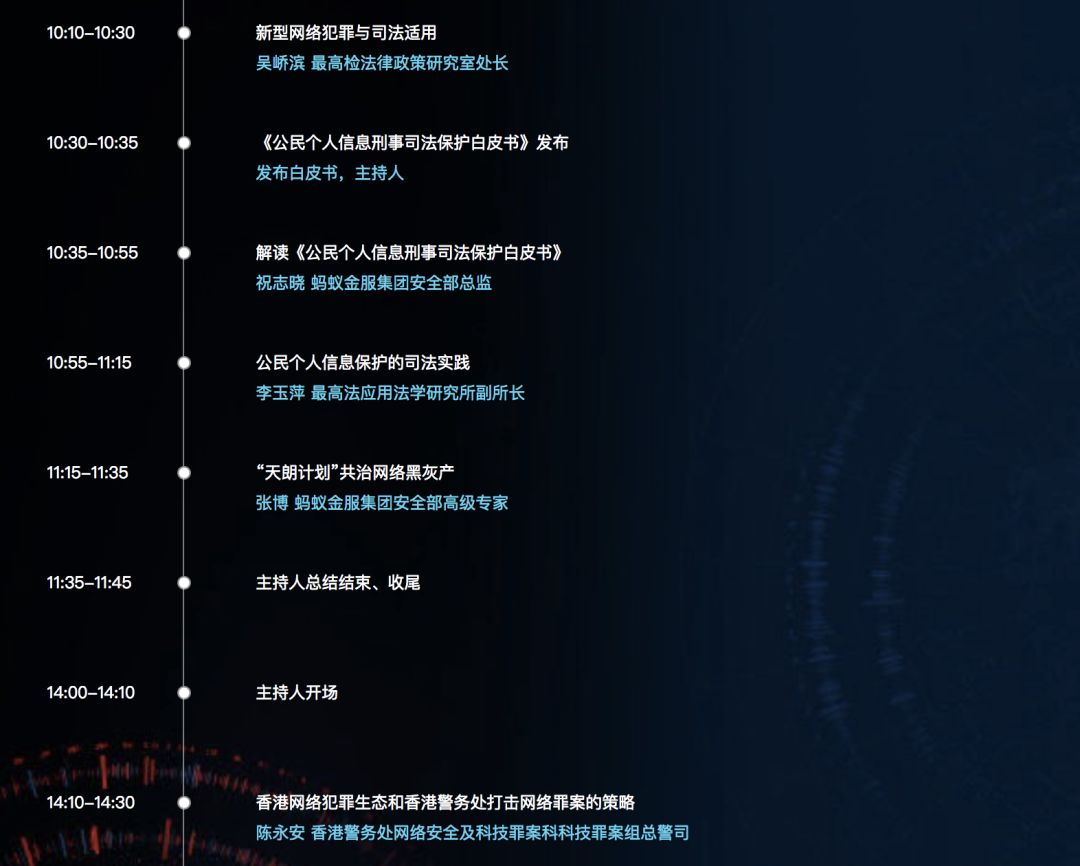 10:10–10:30
新型网络犯罪与司法适用
吴峤滨 最高检法律政策研究室处长
10:30–10:35
《公民个人信息刑事司法保护白皮书》发布
发布白皮书，主持人
10:35–10:55
解读《公民个人信息刑事司法保护白皮书》
祝志晓 蚂蚁金服集团安全部总监
10:55–11:15
公民个人信息保护的司法实践
李玉萍 最高法应用法学研究所副所长
11:15–11:35
“天朗计划”共治网络黑灰产
张博 蚂蚁金服集团安全部高级专家
11:35–11:45
主持人总结结束、收尾
14:00–14:10
主持人开场
14:10–14:30
香港网络犯罪生态和香港警务处打击网络罪案的策略
陈永安 香港警务处网络安全及科技罪案科科技罪案组总警司